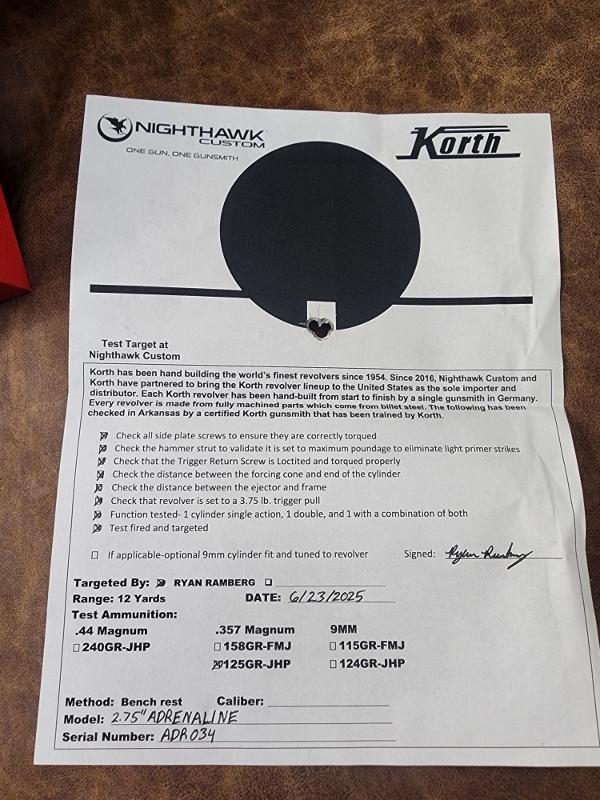 NIGHTHAWK
CUSTOM
ONE GUN, ONE GUNSMITH
Korth
Test Target at
Nighthawk Custom
Korth has been hand building the world's finest revolvers since 1954. Since 2016, Nighthawk Custom and
Korth have partnered to bring the Korth revolver lineup to the United States as the sole importer and
distributor. Each Korth revolver has been hand-built from start to finish by a single gunsmith in Germany.
Every revolver is made from fully machined parts which come from billet steel. The following has been
checked in Arkansas by a certified Korth gunsmith that has been trained by Korth.
Check all side plate screws to ensure they are correctly torqued
Check the hammer strut to validate it is set to maximum poundage to eliminate light primer strikes
Check that the Trigger Return Screw is Loctited and torqued properly
Check the distance between the forcing cone and end of the cylinder
Check the distance between the ejector and frame
Check that revolver is set to a 3.75 lb. trigger pull
Function tested- 1 cylinder single action, 1 double, and 1 with a combination of both
Test fired and targeted
If applicable-optional 9mm cylinder fit and tuned to revolver Signed: Ryan Ramberg
Targeted By: RYAN RAMBERG
Range: 12 Yards DATE: 6/23/2025
Test Ammunition:
.44 Magnum .357 Magnum 9MM
240GR-JHP 158GR-FMJ 115GR-FMJ
125GR-JHP 124GR-JHP
Method: Bench rest Caliber:
Model: 2.75" ADRENALINE
Serial Number: ADR034